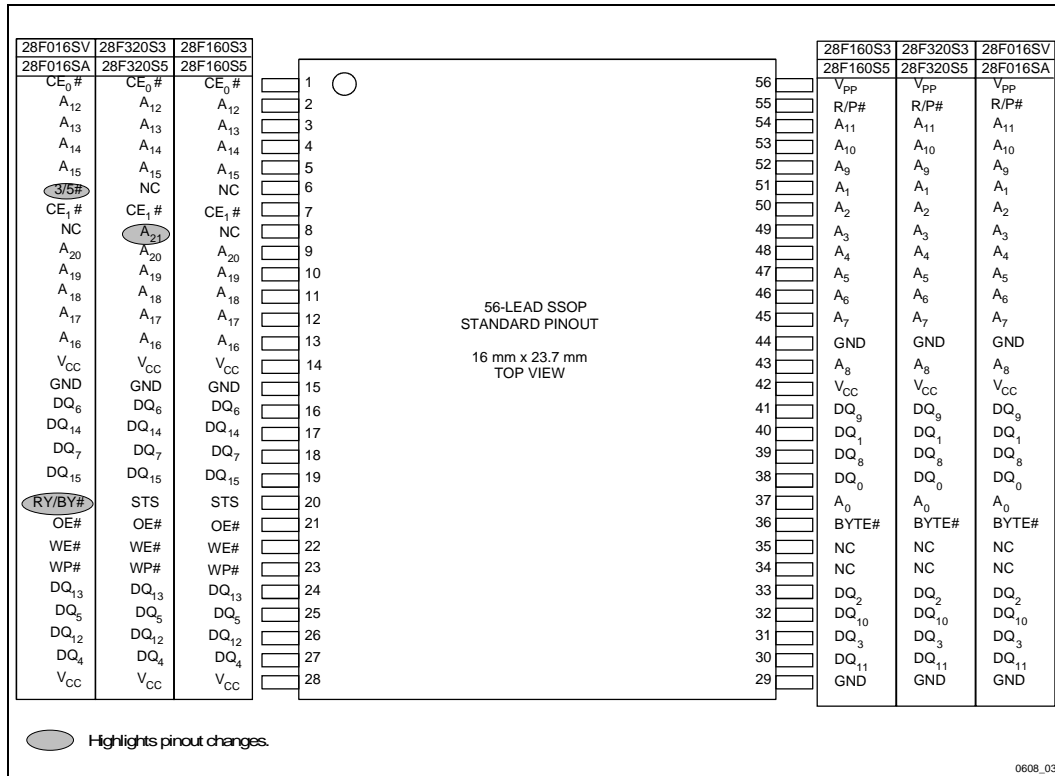 28F016SV 28F320S3 28F160S3 28F160S3 28F320S3 28F016SV
28F016SA 28F320S5 28F160S5 28F160S5 28F320S5 28F016SA
CE0# CE0# CE0# 1 56 VPP VPP VPP
A12 A12 A12 2 55 R/P# R/P# R/P#
A13 A13 A13 3 54 A11 A11 A11
A14 A14 A14 4 53 A10 A10 A10
A15 A15 A15 5 52 A9 A9 A9
3/5# NC NC 6 51 A1 A1 A1
CE1# CE1# CE1# 7 50 A2 A2 A2
NC A21 NC 8 49 A3 A3 A3
A20 A20 A20 9 48 A4 A4 A4
A19 A19 A19 10 47 A5 A5 A5
A18 A18 A18 11 46 A6 A6 A6
A17 A17 A17 12 45 A7 A7 A7
A16 A16 A16 13 44 GND GND GND
VCC VCC VCC 14 43 A8 A8 A8
GND GND GND 15 42 VCC VCC VCC
DQ6 DQ6 DQ6 16 41 DQ9 DQ9 DQ9
DQ14 DQ14 DQ14 17 40 DQ1 DQ1 DQ1
DQ7 DQ7 DQ7 18 39 DQ8 DQ8 DQ8
DQ15 DQ15 DQ15 19 38 DQ0 DQ0 DQ0
RY/BY# STS STS 20 37 A0 A0 A0
OE# OE# OE# 21 36 BYTE# BYTE# BYTE#
WE# WE# WE# 22 35 NC NC NC
WP# WP# WP# 23 34 NC NC NC
DQ13 DQ13 DQ13 24 33 DQ2 DQ2 DQ2
DQ5 DQ5 DQ5 25 32 DQ10 DQ10 DQ10
DQ12 DQ12 DQ12 26 31 DQ3 DQ3 DQ3
DQ4 DQ4 DQ4 27 30 DQ11 DQ11 DQ11
VCC VCC VCC 28 29 GND GND GND
56-LEAD SSOP
STANDARD PINOUT
16 mm x 23.7 mm
TOP VIEW
Highlights pinout changes.
0608_03